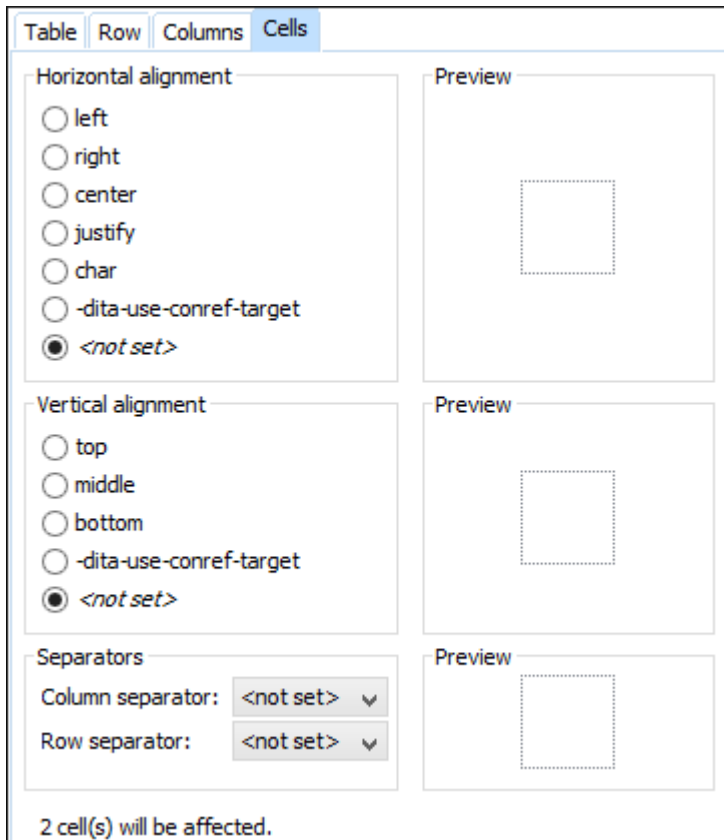 Table Row Columns Cells
Horizontal alignment
Preview
left
right
center
justify
char
-dita-use-conref-target
<not set>
Vertical alignment
Preview
top
middle
bottom
-dita-use-conref-target
<not set>
Separators
Preview
Column separator: <not set>
Row separator: <not set>
2 cell(s) will be affected.